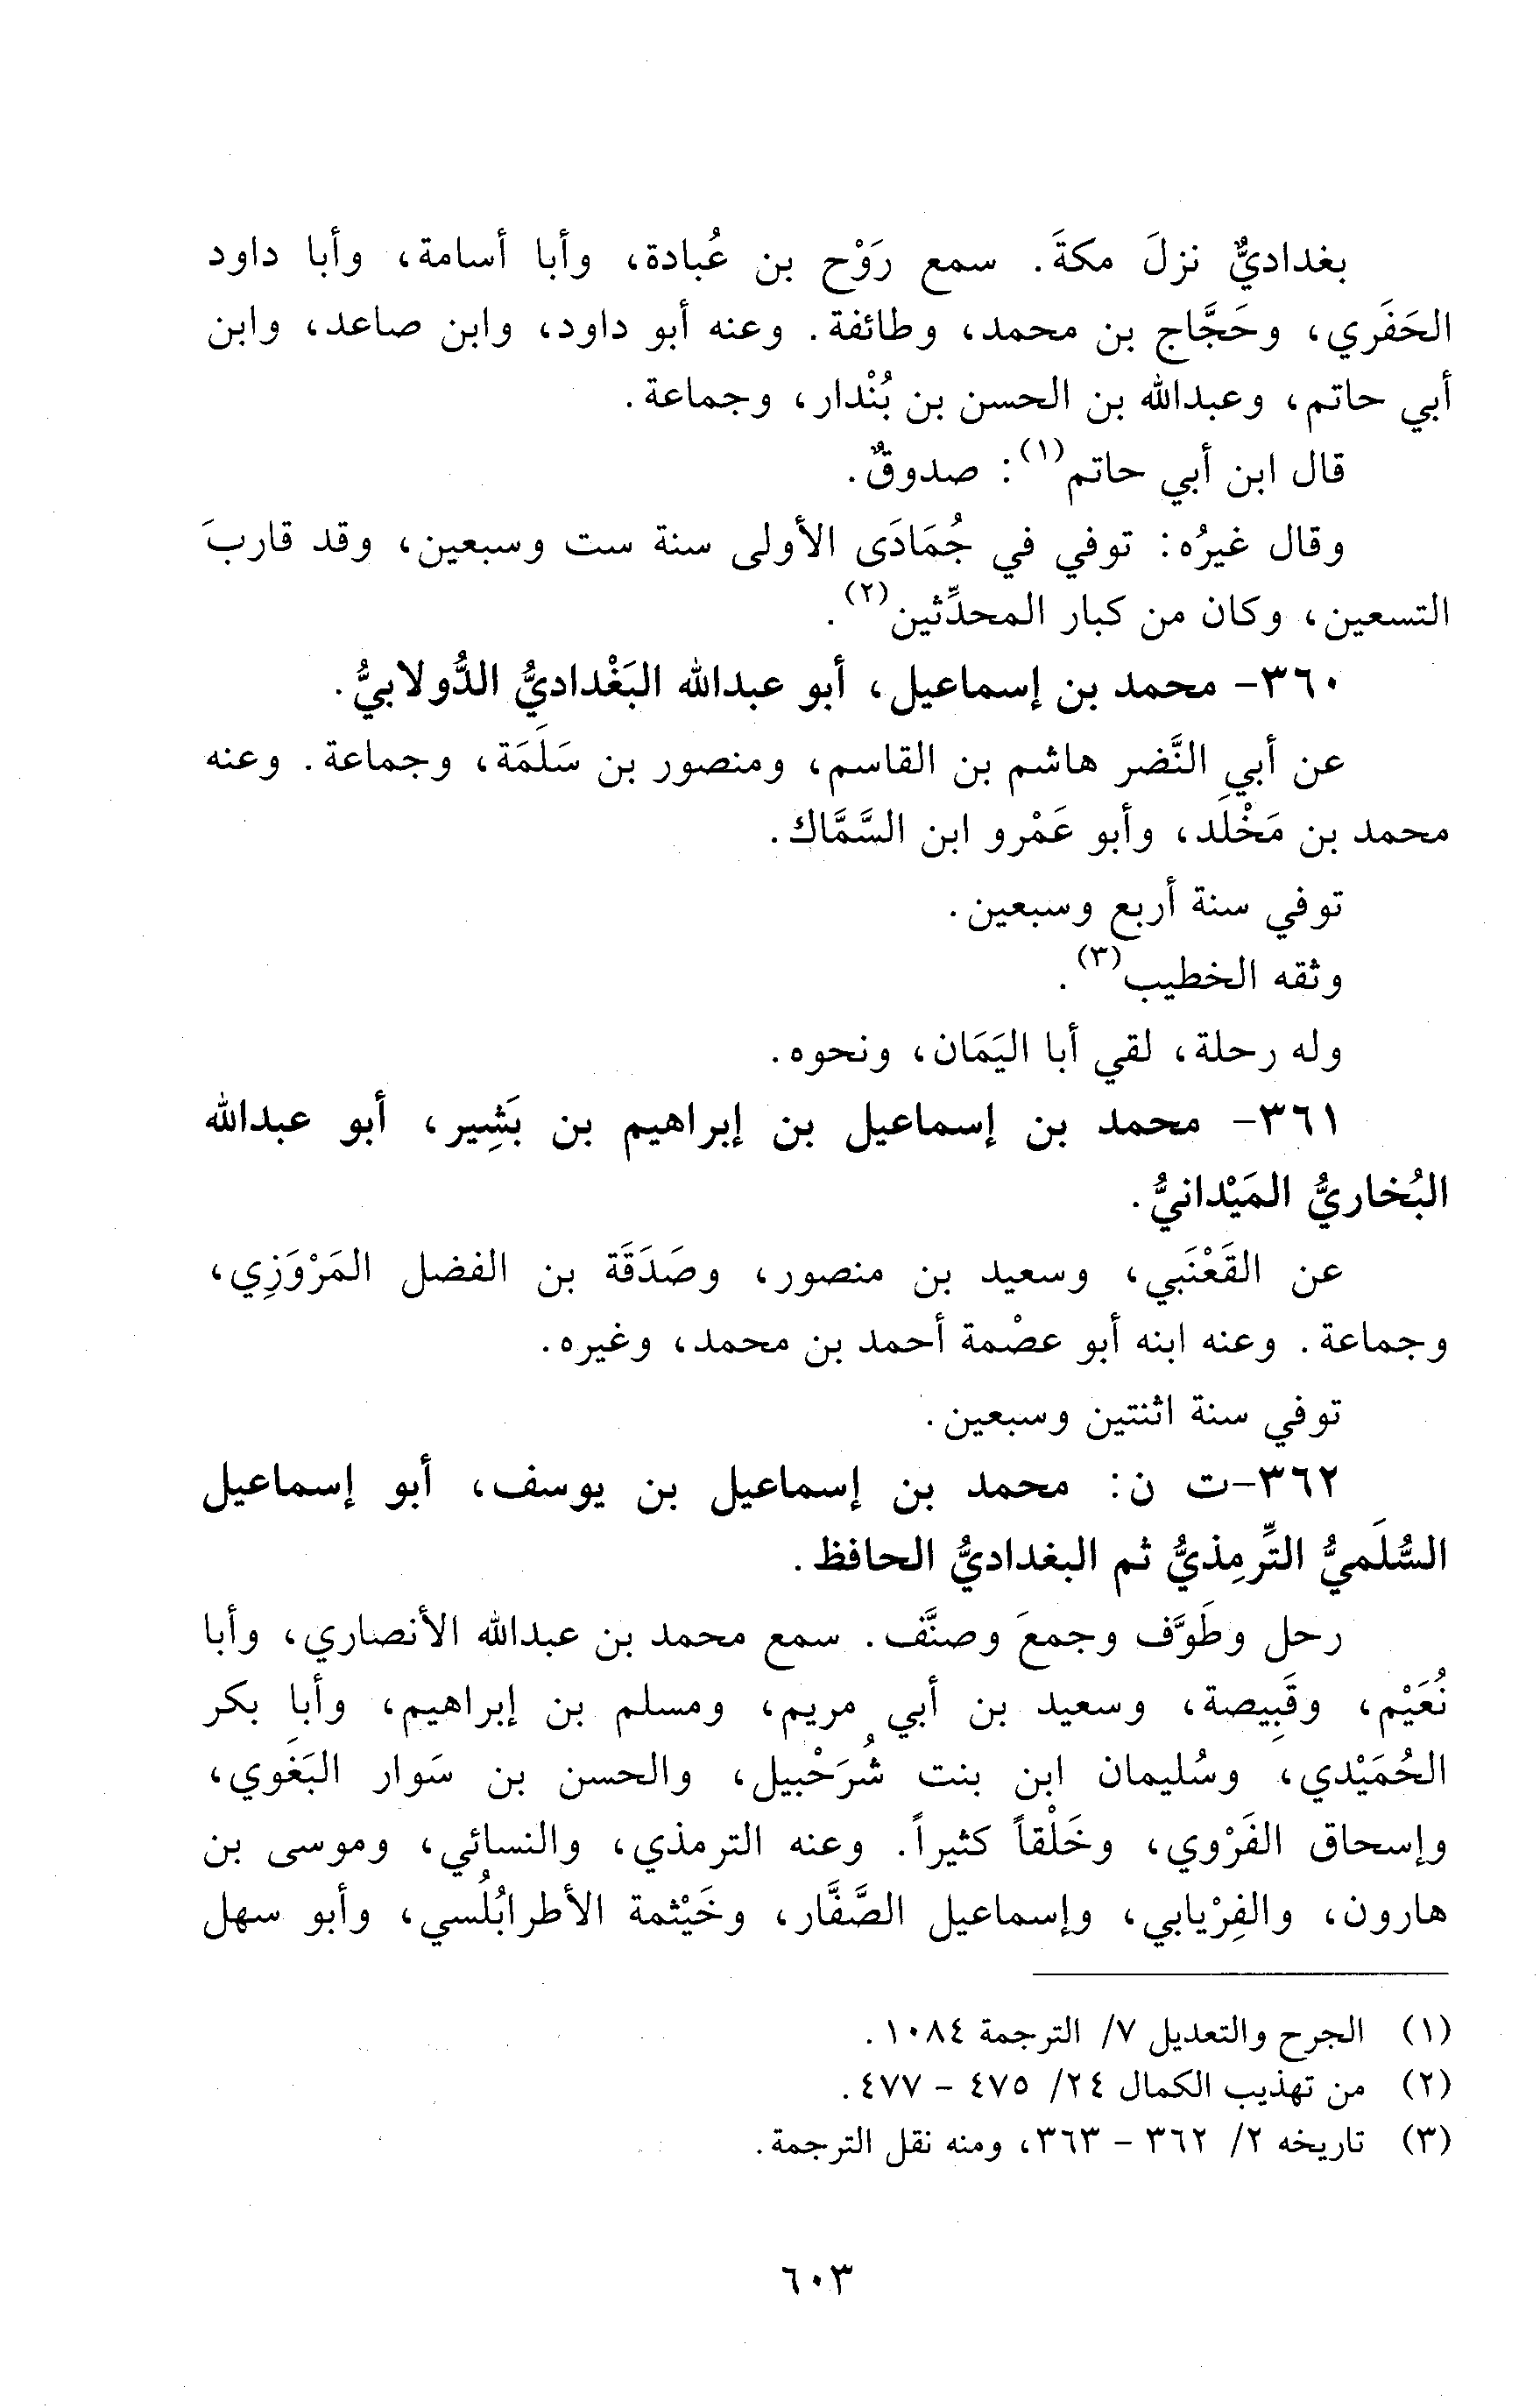 بغداديٌّ نزلَ مكةَ. سمع رَوْح بن عُبادة، وأبا أسامة، وأبا داود
الحَفَري، وحَجَّاج بن محمد، وطائفة. وعنه أبو داود، وابن صاعد، وابن
أبي حاتم، وعبدالله بن الحسن بن بُنْدار، وجماعة.
قال ابن أبي حاتم(١): صدوقٌ.
وقال غيرُه: توفي في جُمَادَى الأولى سنة ست وسبعين، وقد قاربَ
التسعين، وكان من كبار المحدِّثين(٢).
٣٦٠- محمد بن إسماعيل، أبو عبدالله البَغْداديُّ الدُّولابيُّ.
عن أبي النَّضر هاشم بن القاسم، ومنصور بن سَلَمَة، وجماعة. وعنه
محمد بن مَخْلَد، وأبو عَمْرو ابن السَّمَّاك.
توفي سنة أربع وسبعين.
وثقه الخطيب(٣).
وله رحلة، لقي أبا اليَمَان، ونحوه.
٣٦١- محمد بن إسماعيل بن إبراهيم بن بَشِير، أبو عبدالله
البُخاريُّ المَيْدانيُّ.
عن القَعْنَبي، وسعيد بن منصور، وصَدَقَة بن الفضل المَرْوَزِي،
وجماعة. وعنه ابنه أبو عصْمة أحمد بن محمد، وغيره.
توفي سنة اثنتين وسبعين.
٣٦٢-ت ن: محمد بن إسماعيل بن يوسف، أبو إسماعيل
السُّلَميُّ التِّرمِذيُّ ثم البغداديُّ الحافظ.
رحل وطَوَّف وجمعَ وصنَّف. سمع محمد بن عبدالله الأنصاري، وأبا
نُعَيْم، وقَبِيصة، وسعيد بن أبي مريم، ومسلم بن إبراهيم، وأبا بكر
الحُمَيْدي، وسُليمان ابن بنت شُرَحْبيل، والحسن بن سَوار البَغَوِي،
وإسحاق الفَرْوي، وخَلْقاً كثيراً. وعنه الترمذي، والنسائي، وموسى بن
هارون، والفِرْيابي، وإسماعيل الصَّفَّار، وخَيْثمة الأطرابُلُسي، وأبو سهل
(١) الجرح والتعديل ٧/ الترجمة ١٠٨٤.
(٢) من تهذيب الكمال ٢٤/ ٤٧٥ - ٤٧٧.
(٣) تاريخه ٢/ ٣٦٢ - ٣٦٣، ومنه نقل الترجمة.
٦٠٣